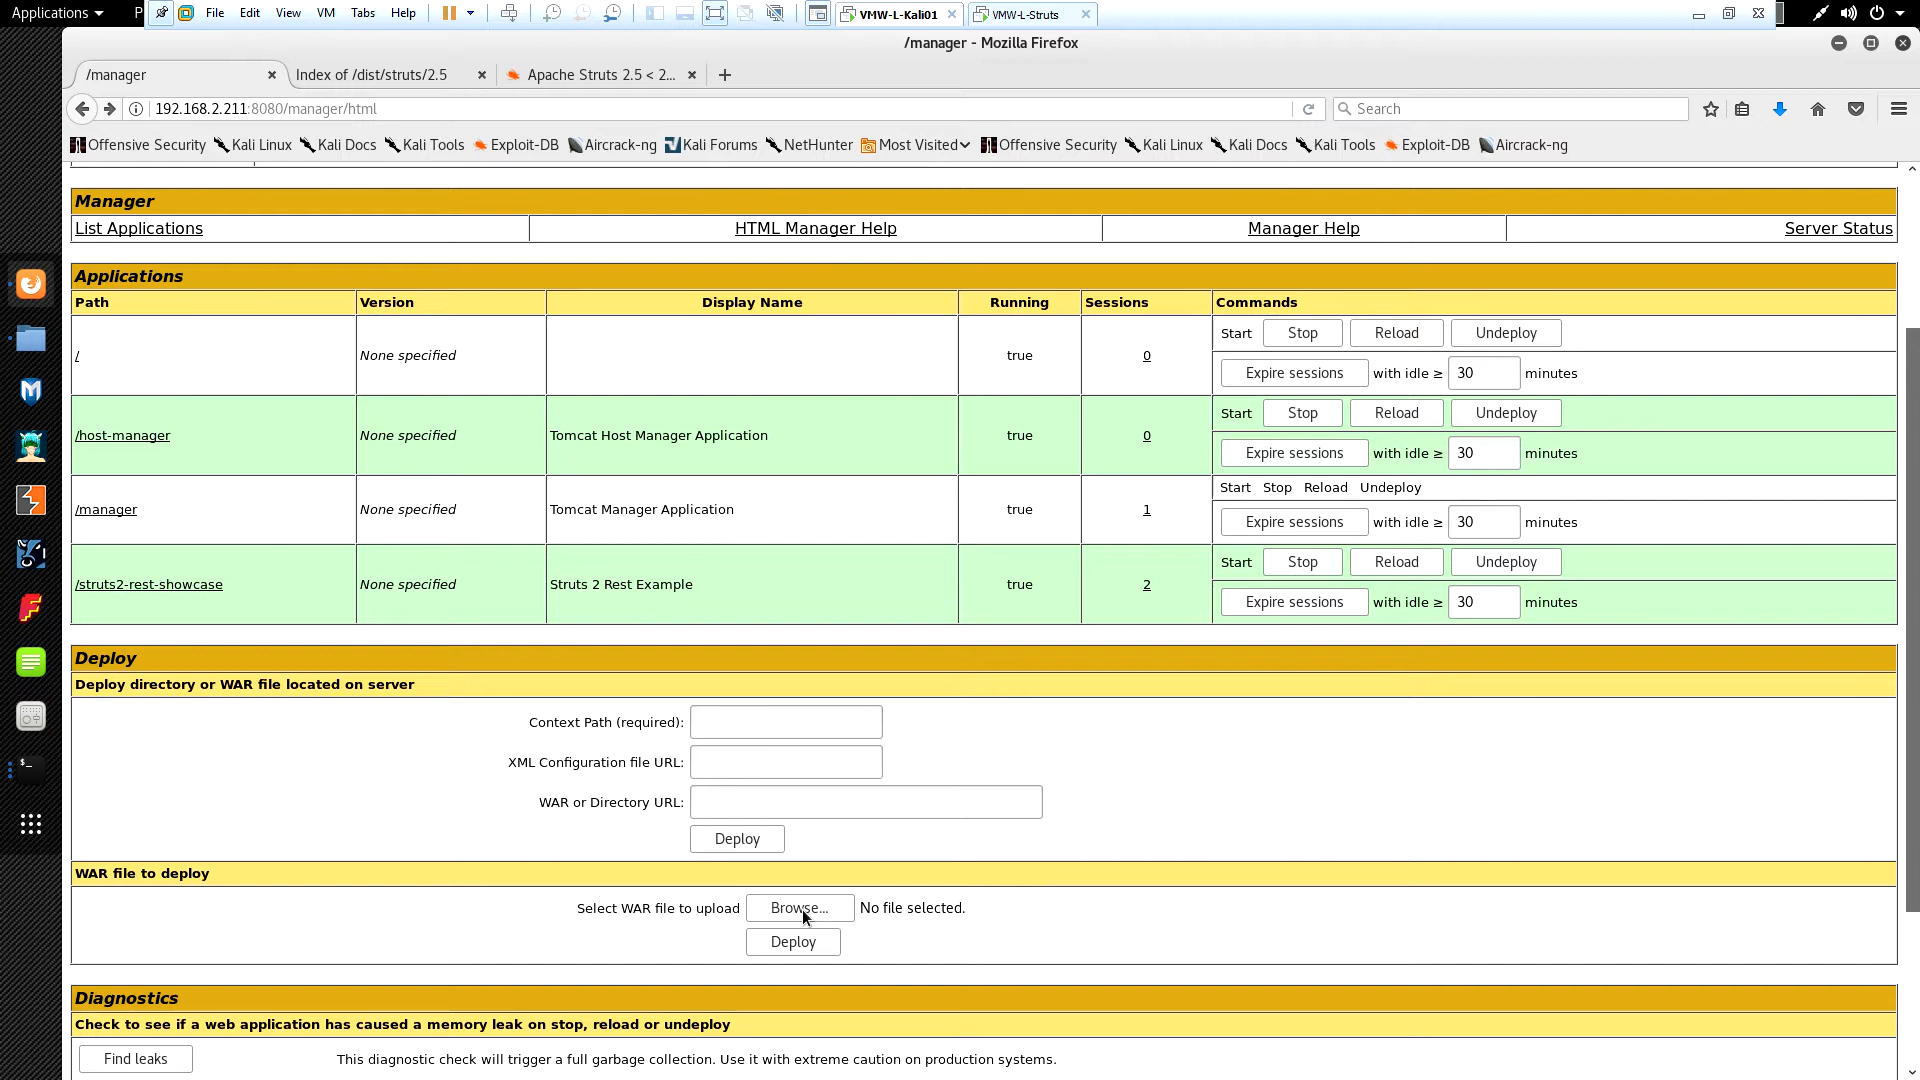 Applications
P
File Edit View VM Tabs Help
VMW-L-Kali01
VMW-L-Struts
/manager - Mozilla Firefox
/manager
Index of /dist/struts/2.5
Apache Struts 2.5 < 2...
192.168.2.211:8080/manager/html
Search
Offensive Security Kali Linux Kali Docs Kali Tools Exploit-DB Aircrack-ng Kali Forums NetHunter Most Visited Offensive Security Kali Linux Kali Docs Kali Tools Exploit-DB Aircrack-ng
Manager
List Applications HTML Manager Help Manager Help Server Status
Applications
Path Version Display Name Running Sessions Commands
/ None specified true 0 Start Stop Reload Undeploy
Expire sessions with idle ≥ 30 minutes
/host-manager None specified Tomcat Host Manager Application true 0 Start Stop Reload Undeploy
Expire sessions with idle ≥ 30 minutes
/manager None specified Tomcat Manager Application true 1 Start Stop Reload Undeploy
Expire sessions with idle ≥ 30 minutes
/struts2-rest-showcase None specified Struts 2 Rest Example true 2 Start Stop Reload Undeploy
Expire sessions with idle ≥ 30 minutes
Deploy
Deploy directory or WAR file located on server
Context Path (required):
XML Configuration file URL:
WAR or Directory URL:
Deploy
WAR file to deploy
Select WAR file to upload Browse... No file selected.
Deploy
Diagnostics
Check to see if a web application has caused a memory leak on stop, reload or undeploy
Find leaks This diagnostic check will trigger a full garbage collection. Use it with extreme caution on production systems.